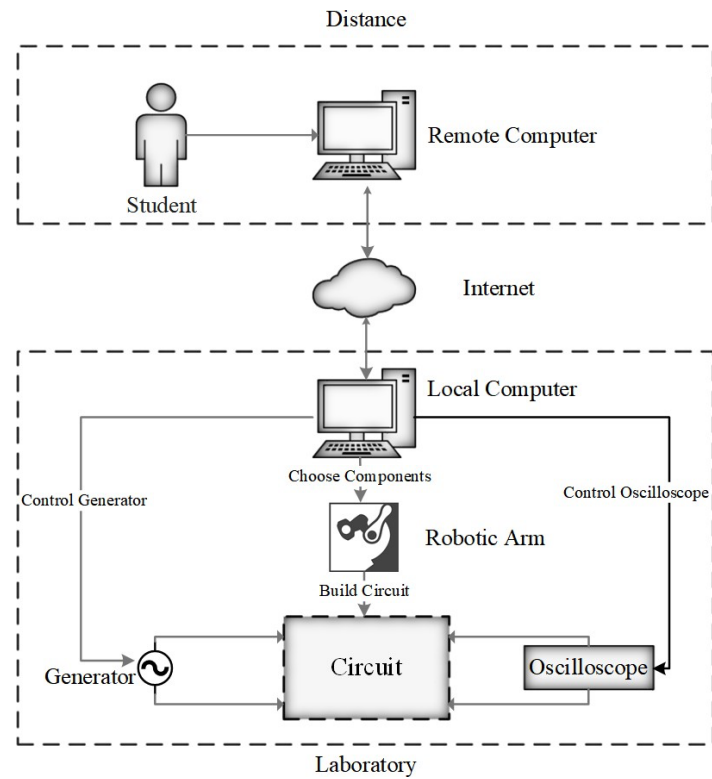 Distance
Remote Computer
Student
Internet
Local Computer
Choose Components
Control Generator
Control Oscilloscope
Robotic Arm
Build Circuit
Generator
Circuit
Oscilloscope
Laboratory